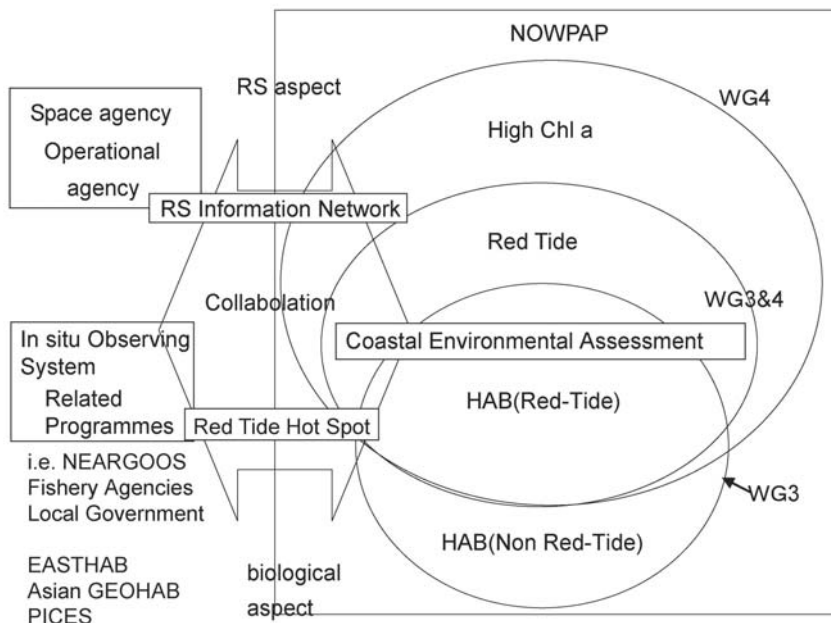 NOWPAP
RS aspect
WG4
Space agency
Operational
agency
High Chl a
RS Information Network
Red Tide
Collabolation
WG3&4
In situ Observing
System
Related
Programmes
Coastal Environmental Assessment
HAB(Red-Tide)
Red Tide Hot Spot
i.e. NEARGOOS
Fishery Agencies
Local Government
WG3
HAB(Non Red-Tide)
EASTHAB
Asian GEOHAB
PICES
biological
aspect